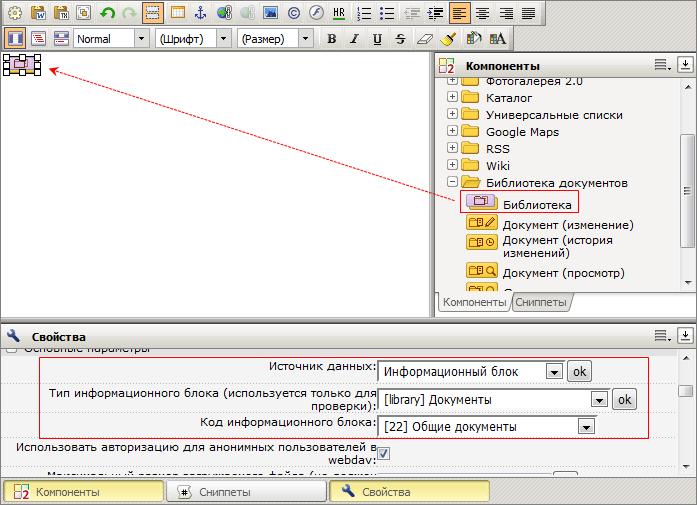 HR
Normal (Шрифт) (Размер) B I U S
Компоненты
Фотогалерея 2.0
Каталог
Универсальные списки
Google Maps
RSS
Wiki
Библиотека документов
Библиотека
Документ (изменение)
Документ (история
изменений)
Документ (просмотр)
Компоненты Сниппеты
Свойства
Основные параметры
Источник данных: Информационный блок ok
Тип информационного блока (используется только для
проверки): [library] Документы ok
Код информационного блока: [22] Общие документы
Использовать авторизацию для анонимных пользователей в
webdav:
Компоненты Сниппеты Свойства